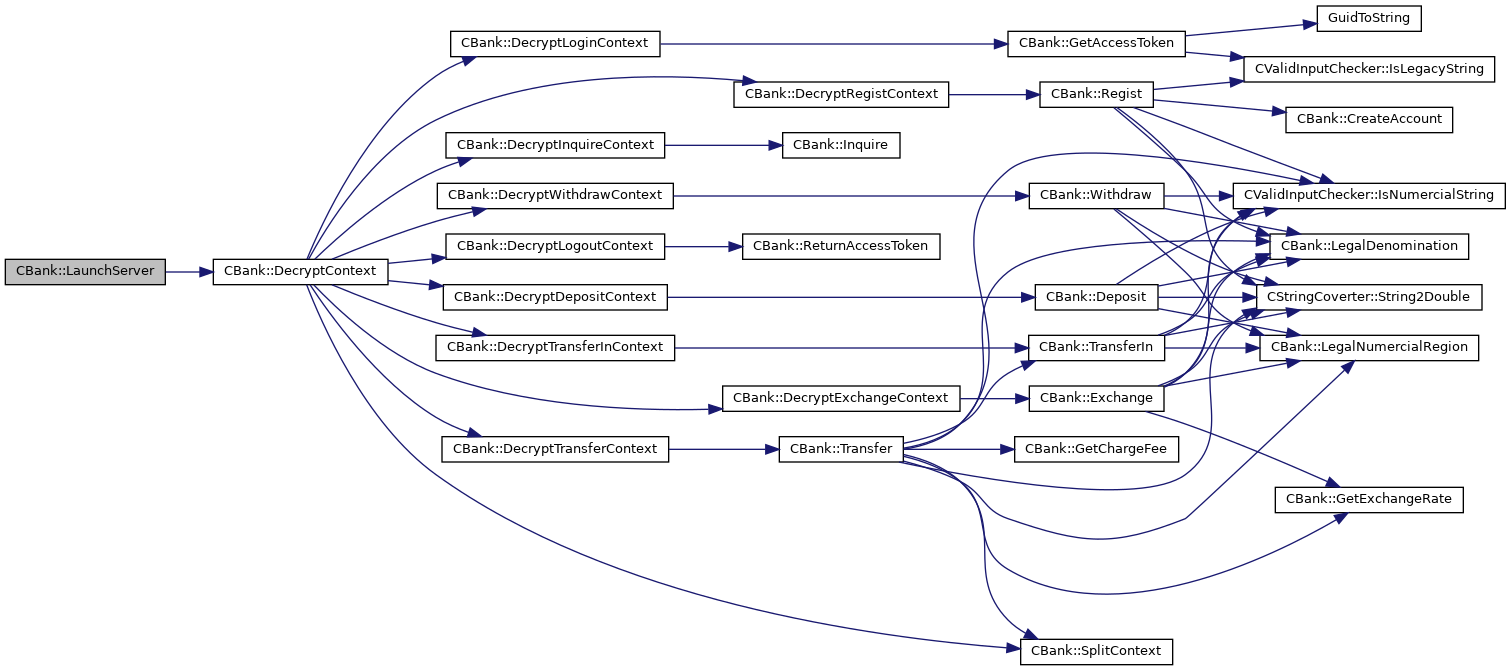 CBank::LaunchServer
CBank::DecryptContext
CBank::DecryptLoginContext
CBank::DecryptRegistContext
CBank::DecryptInquireContext
CBank::DecryptWithdrawContext
CBank::DecryptLogoutContext
CBank::DecryptDepositContext
CBank::DecryptTransferInContext
CBank::DecryptExchangeContext
CBank::DecryptTransferContext
CBank::Inquire
CBank::ReturnAccessToken
CBank::Transfer
CBank::GetAccessToken
CBank::Regist
CBank::Withdraw
CBank::Deposit
CBank::TransferIn
CBank::Exchange
CBank::GetChargeFee
CBank::SplitContext
GuidToString
CValidInputChecker::IsLegacyString
CBank::CreateAccount
CValidInputChecker::IsNumercialString
CBank::LegalDenomination
CStringCoverter::String2Double
CBank::LegalNumercialRegion
CBank::GetExchangeRate